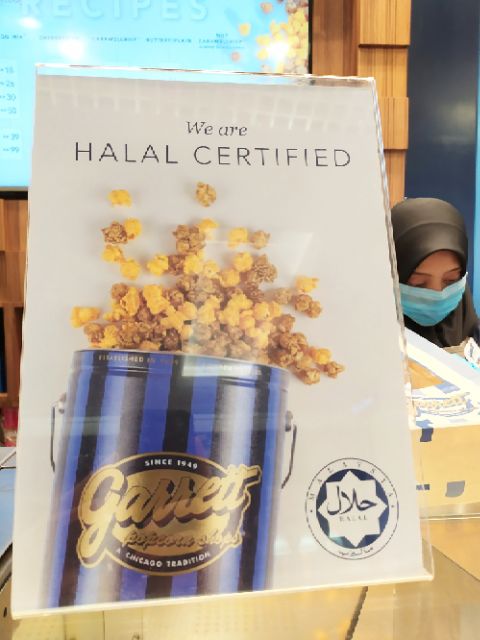 RECIPES
We are
HALAL CERTIFIED
SINCE 1949
Garrett
popcorn shops
A CHICAGO TRADITION
MALAYSIA
حلال
HALAL